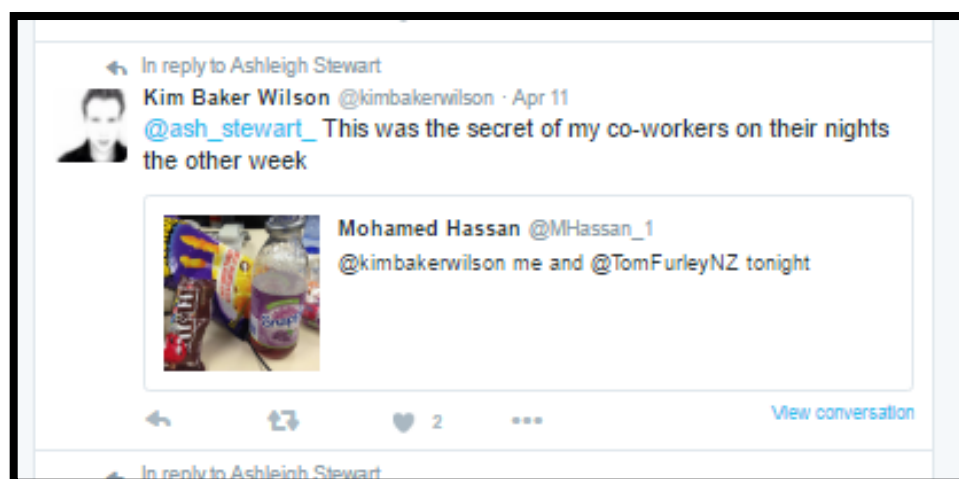 In reply to Ashleigh Stewart
Kim Baker Wilson @kimbakerwilson · Apr 11
@ash_stewart_ This was the secret of my co-workers on their nights
the other week
Mohamed Hassan @MHassan_1
@kimbakerwilson me and @TomFurleyNZ tonight
m&m's
Snapple
2
View conversation
In reply to Ashleigh Stewart